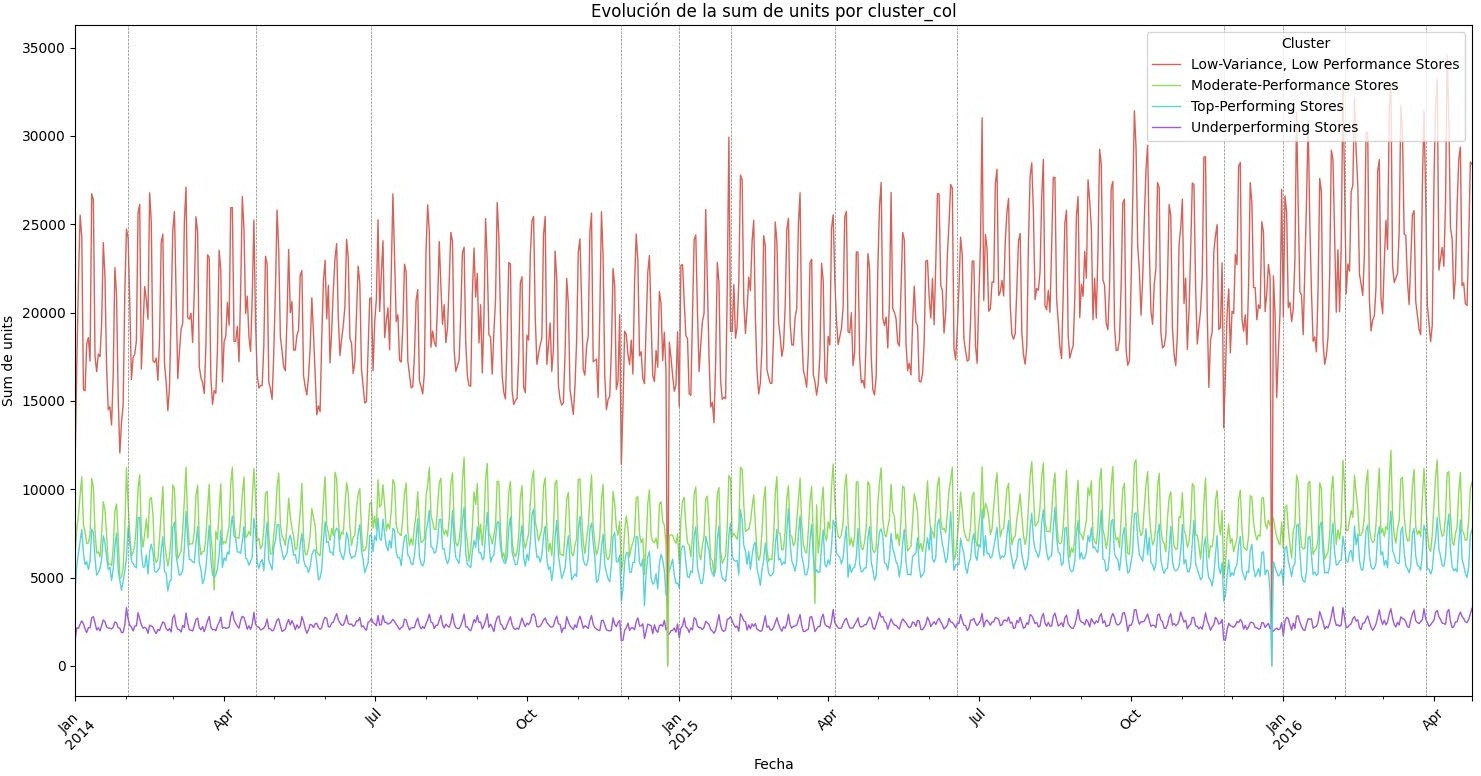 Evolución de la sum de units por cluster_col
Cluster
Low-Variance, Low Performance Stores
Moderate-Performance Stores
Top-Performing Stores
Underperforming Stores
Sum de units
35000
30000
25000
20000
15000
10000
5000
0
Jan
2014
Apr
Jul
Oct
Jan
2015
Apr
Jul
Oct
Jan
2016
Apr
Fecha